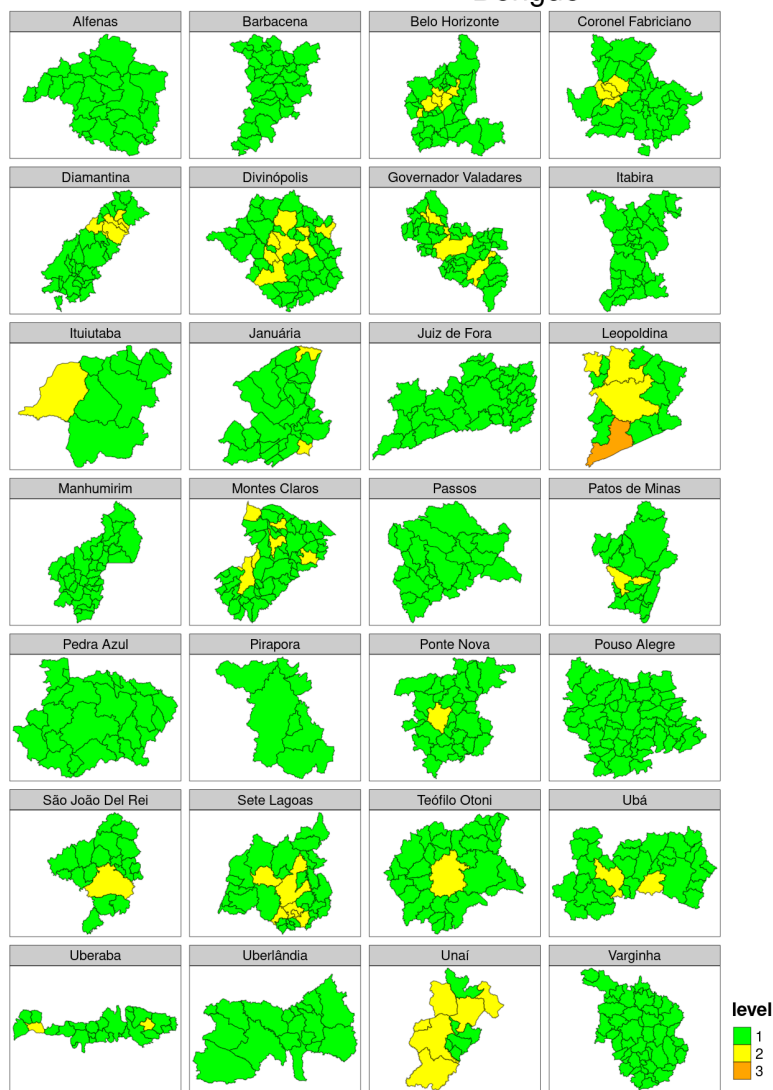 Alfenas
Barbacena
Belo Horizonte
Coronel Fabriciano
Diamantina
Divinópolis
Governador Valadares
Itabira
Ituiutaba
Januária
Juiz de Fora
Leopoldina
Manhumirim
Montes Claros
Passos
Patos de Minas
Pedra Azul
Pirapora
Ponte Nova
Pouso Alegre
São João Del Rei
Sete Lagoas
Teófilo Otoni
Ubá
Uberaba
Uberlândia
Unaí
Varginha
level
1
2
3